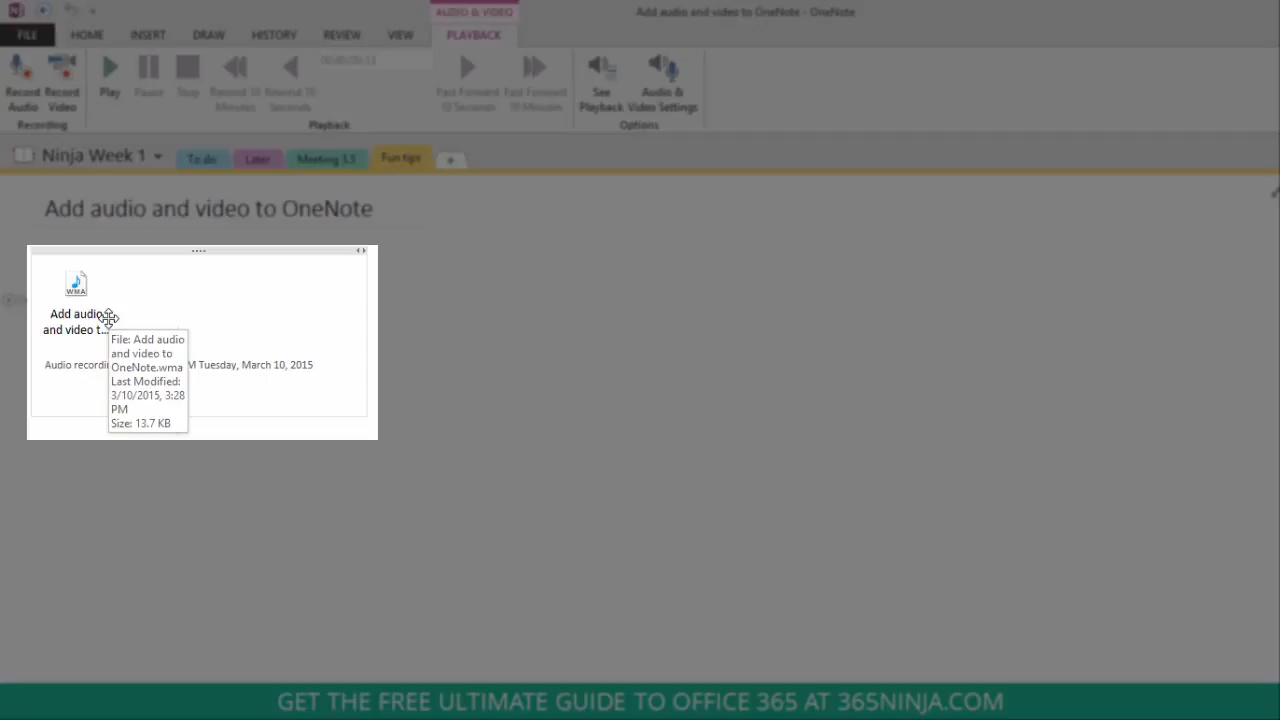 AUDIO & VIDEO
Add audio and video to OneNote - OneNote
FILE HOME INSERT DRAW HISTORY REVIEW VIEW PLAYBACK
Record Audio
Record Video
Play
Pause
Stop
Rewind 10 Minutes
Rewind 10 Seconds
Fast Forward 10 Seconds
Fast Forward 10 Minutes
See Playback
Audio & Video Settings
Recording
Playback
Options
Ninja Week 1
To do
Later
Meeting 3.5
Fun tips
Add audio and video to OneNote
WMA
Add audio
and video t...
File: Add audio
and video to
OneNote.wma
Last Modified:
3/10/2015, 3:28
PM
Size: 13.7 KB
Audio recordi
M Tuesday, March 10, 2015
GET THE FREE ULTIMATE GUIDE TO OFFICE 365 AT 365NINJA.COM